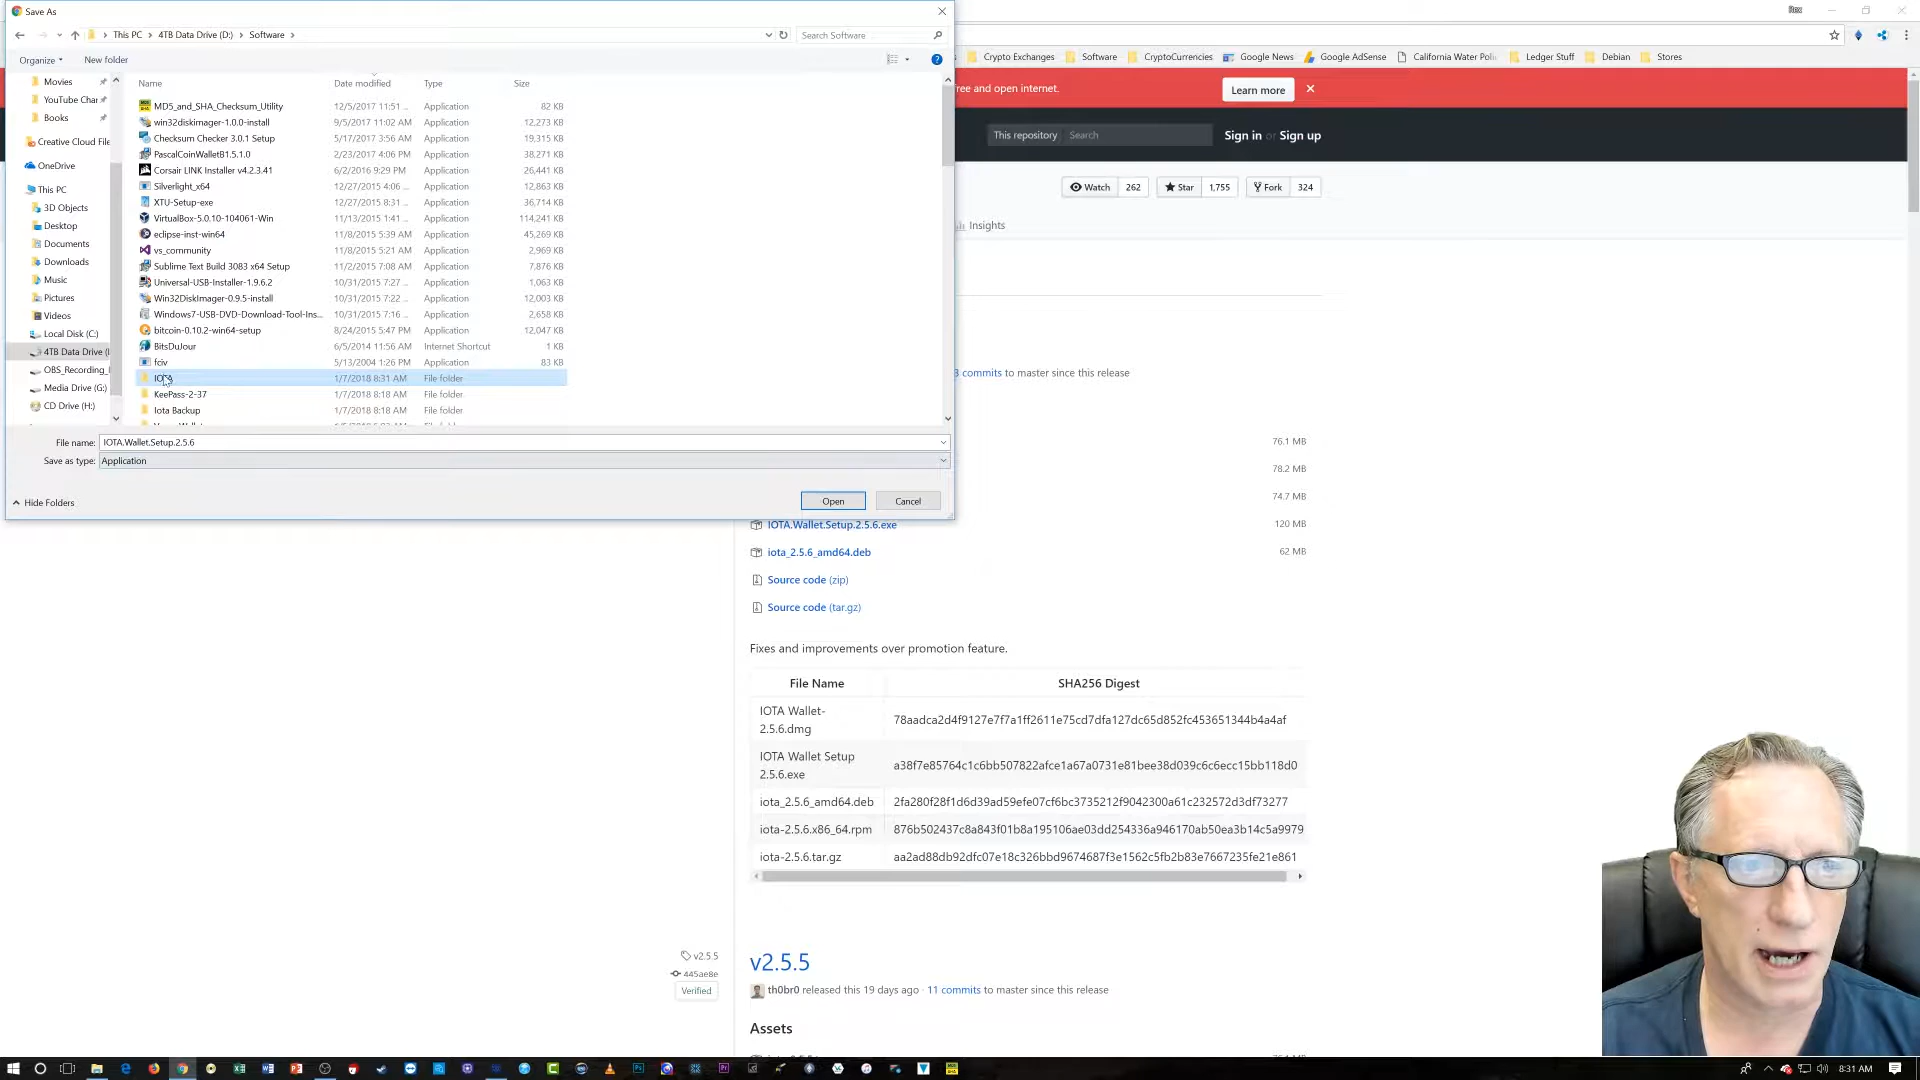 Save As
This PC > 4TB Data Drive (D:) > Software >
Search Software
Organize
New folder
Crypto Exchanges
Software
CryptoCurrencies
Google News
Google AdSense
Ledger Stuff
Debian
Stores
Movies
YouTube Char
Books
Creative Cloud File
OneDrive
This PC
3D Objects
Desktop
Documents
Downloads
Music
Pictures
Videos
Local Disk (C:)
4TB Data Drive (
OBS_Recording_
Media Drive (G:)
CD Drive (H:)
Name Date modified Type Size
MD5_and_SHA_Checksum_Utility 12/5/2017 11:51 ... Application 82 KB
win32diskimager-1.0.0-install 9/5/2017 11:02 AM Application 12,273 KB
Checksum Checker 3.0.1 Setup 5/17/2017 3:56 AM Application 19,315 KB
PascalCoinWalletB1.5.1.0 2/23/2017 4:06 PM Application 38,271 KB
Corsair LINK Installer v4.2.3.41 6/2/2016 9:29 PM Application 26,441 KB
Silverlight_x64 12/27/2015 4:06 ... Application 12,863 KB
XTU-Setup-exe 12/27/2015 8:31 ... Application 36,714 KB
VirtualBox-5.0.10-104061-Win 11/13/2015 1:41 ... Application 114,241 KB
eclipse-inst-win64 11/8/2015 5:39 AM Application 45,269 KB
vs_community 11/8/2015 5:21 AM Application 2,969 KB
Sublime Text Build 3083 x64 Setup 11/2/2015 7:08 AM Application 7,876 KB
Universal-USB-Installer-1.9.6.2 10/31/2015 7:27 ... Application 1,063 KB
Win32DiskImager-0.9.5-install 10/31/2015 7:22 ... Application 12,003 KB
Windows7-USB-DVD-Download-Tool-Ins... 10/31/2015 7:16 ... Application 2,658 KB
bitcoin-0.10.2-win64-setup 8/24/2015 5:47 PM Application 12,047 KB
BitsDuJour 6/5/2014 11:56 AM Internet Shortcut 1 KB
fciv 5/13/2004 1:26 PM Application 83 KB
IOTA 1/7/2018 8:31 AM File folder
KeePass-2-37 1/7/2018 8:18 AM File folder
Iota Backup 1/7/2018 8:18 AM File folder
File name: IOTA.Wallet.Setup.2.5.6
Save as type: Application
Hide Folders
Open
Cancel
ree and open internet.
Learn more
This repository Search
Sign in or Sign up
Watch 262
Star 1,755
Fork 324
Insights
3 commits to master since this release
76.1 MB
78.2 MB
74.7 MB
IOTA.Wallet.Setup.2.5.6.exe 120 MB
iota_2.5.6_amd64.deb 62 MB
Source code (zip)
Source code (tar.gz)
Fixes and improvements over promotion feature.
File Name SHA256 Digest
IOTA Wallet-
2.5.6.dmg 78aadca2d4f9127e7f7a1ff2611e75cd7dfa127dc65d852fc453651344b4a4af
IOTA Wallet Setup
2.5.6.exe a38f7e85764c1c6bb507822afce1a67a0731e81bee38d039c6c6ecc15bb118d0
iota_2.5.6_amd64.deb 2fa280f28f1d6d39ad59efe07cf6bc3735212f9042300a61c232572d3df73277
iota-2.5.6.x86_64.rpm 876b502437c8a843f01b8a195106ae03dd254336a946170ab50ea3b14c5a9979
iota-2.5.6.tar.gz aa2ad88db92dfc07e18c326bbd9674687f3e1562c5fb2b83e7667235fe21e861
v2.5.5
445ae8e
Verified
v2.5.5
th0br0 released this 19 days ago · 11 commits to master since this release
Assets
8:31 AM